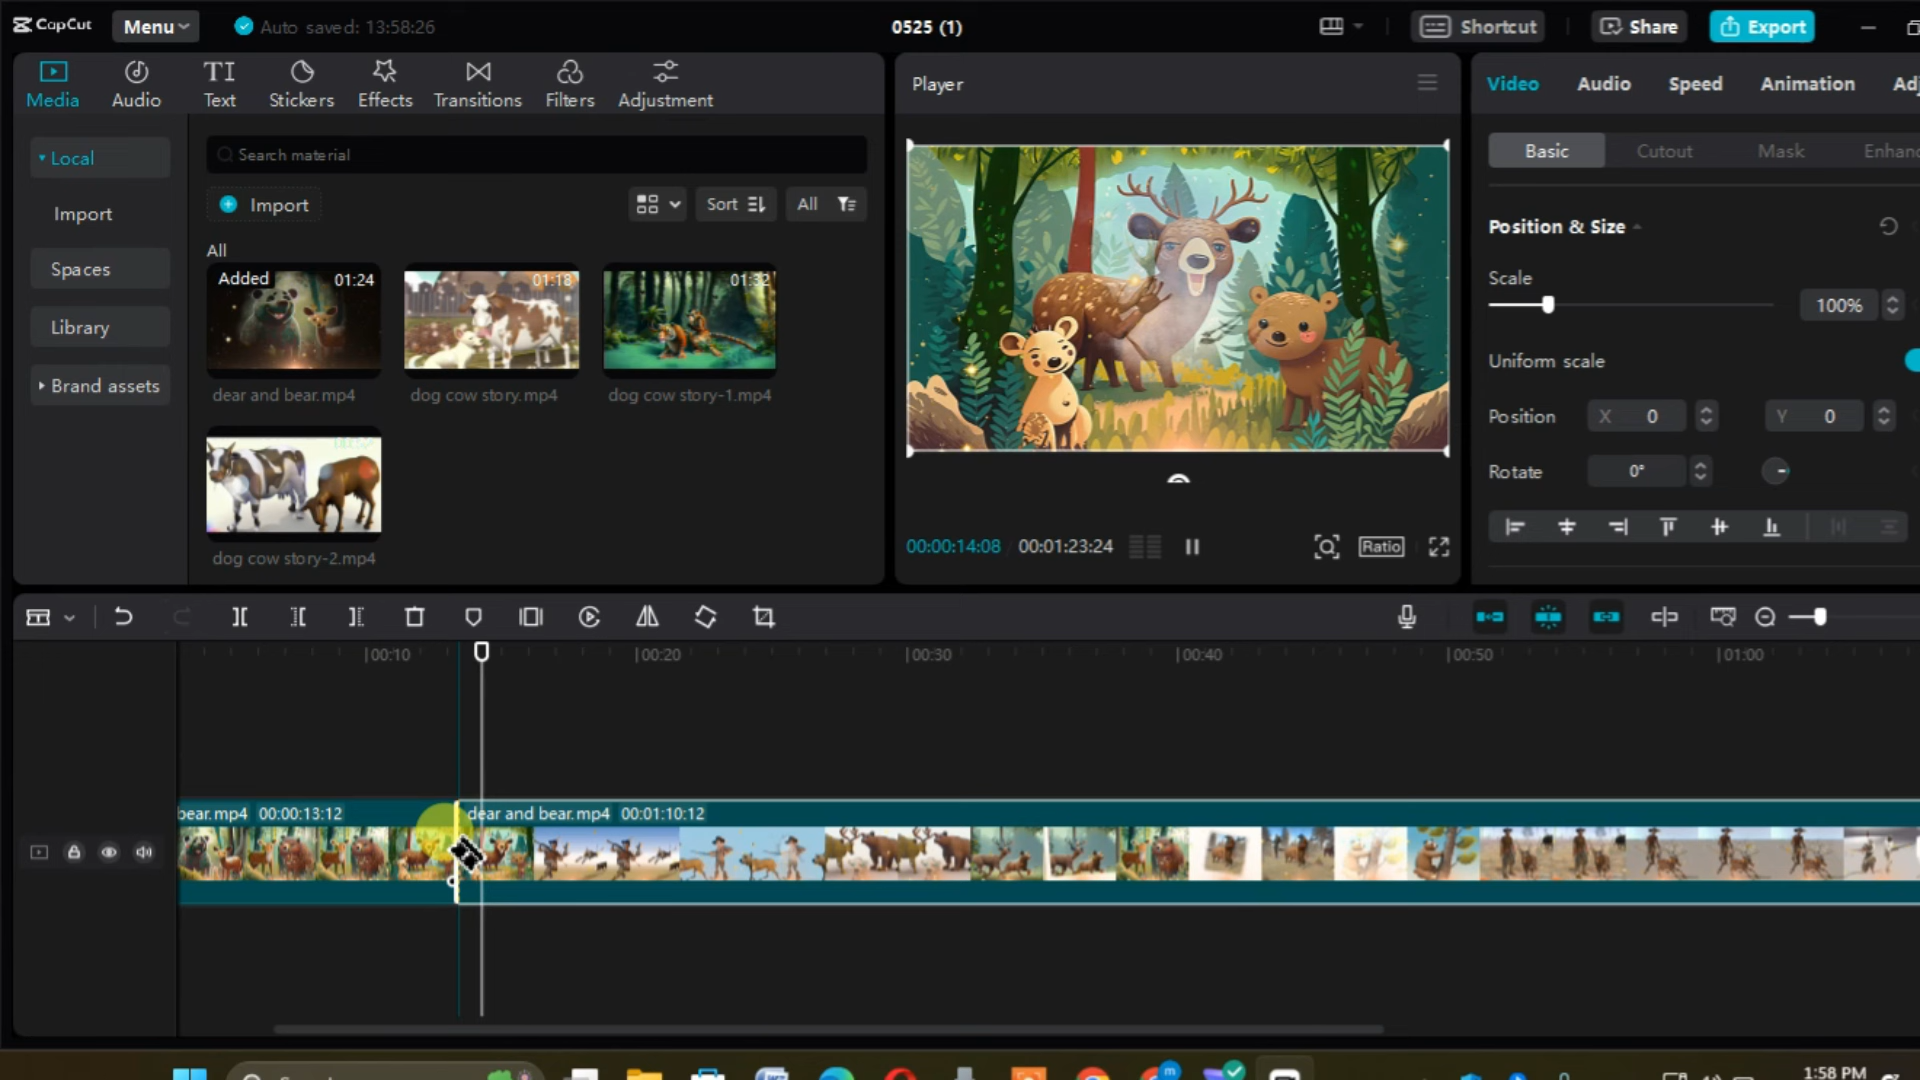 CapCut
Menu
Auto saved: 13:58:26
0525 (1)
Shortcut
Share
Export
Media
Audio
Text
Stickers
Effects
Transitions
Filters
Adjustment
Local
Import
Spaces
Library
Brand assets
Search material
Import
Sort
All
All
Added
01:24
01:18
01:32
dear and bear.mp4
dog cow story.mp4
dog cow story-1.mp4
dog cow story-2.mp4
Player
00:00:14:08
00:01:23:24
Ratio
Video
Audio
Speed
Animation
Adj
Basic
Cutout
Mask
Enhanc
Position & Size
Scale
100%
Uniform scale
Position
X 0
Y 0
Rotate
0°
00:10
00:20
00:30
00:40
00:50
01:00
bear.mp4 00:00:13:12
dear and bear.mp4 00:01:10:12
1:58 PM